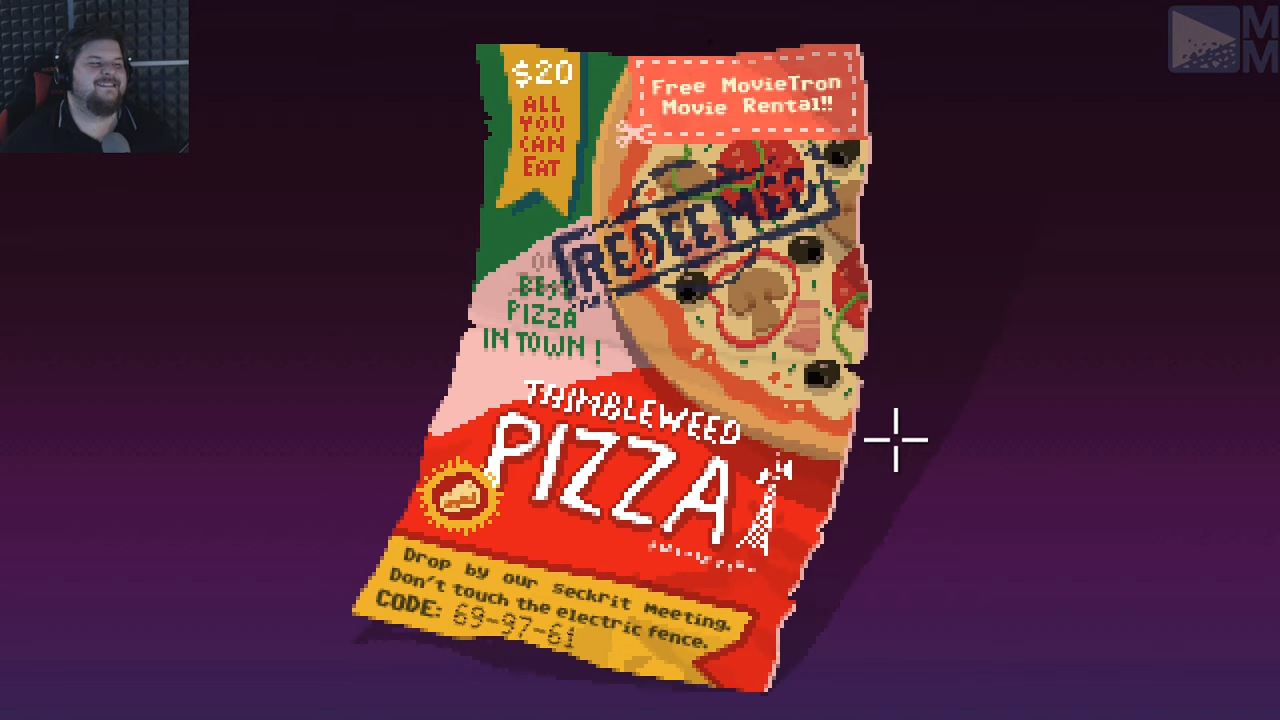 $20
ALL
YOU
CAN
EAT
Free MovieTron
Movie Rental!!
REDEEMED
BEST
PIZZA
IN TOWN !
THIMBLEWEED
PIZZA
Drop by our seckrit meeting.
Don't touch the electric fence.
CODE: 69-97-61
M
M